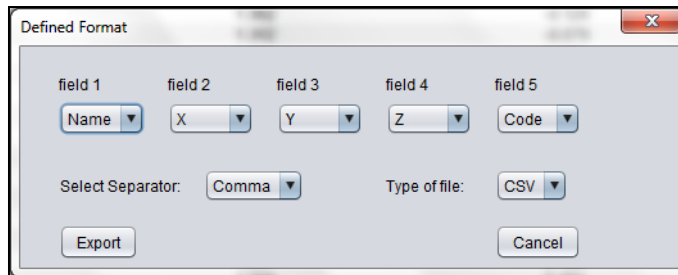 Defined Format
field 1 field 2 field 3 field 4 field 5
Name X Y Z Code
Select Separator: Comma Type of file: CSV
Export Cancel